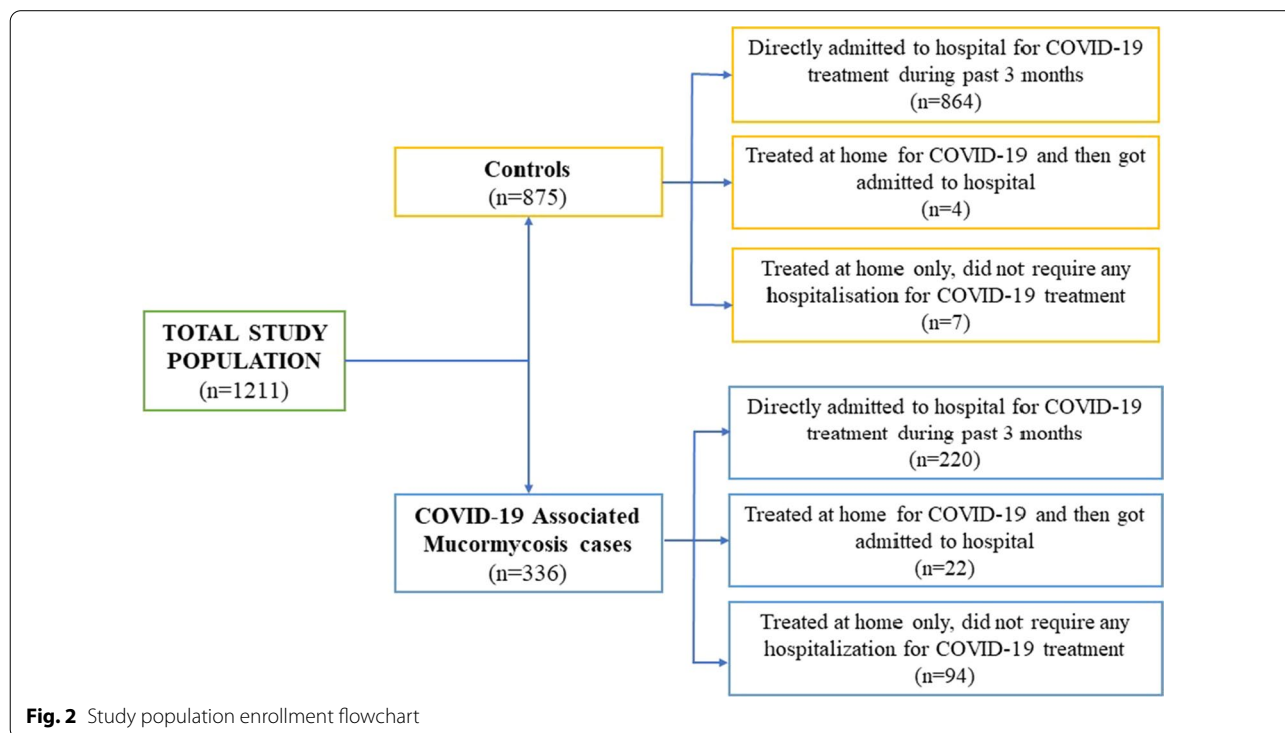 TOTAL STUDY
POPULATION
(n=1211)
Controls
(n=875)
Directly admitted to hospital for COVID-19
treatment during past 3 months
(n=864)
Treated at home for COVID-19 and then got
admitted to hospital
(n=4)
Treated at home only, did not require any
hospitalisation for COVID-19 treatment
(n=7)
COVID-19 Associated
Mucormycosis cases
(n=336)
Directly admitted to hospital for COVID-19
treatment during past 3 months
(n=220)
Treated at home for COVID-19 and then got
admitted to hospital
(n=22)
Treated at home only, did not require any
hospitalization for COVID-19 treatment
(n=94)
Fig. 2 Study population enrollment flowchart